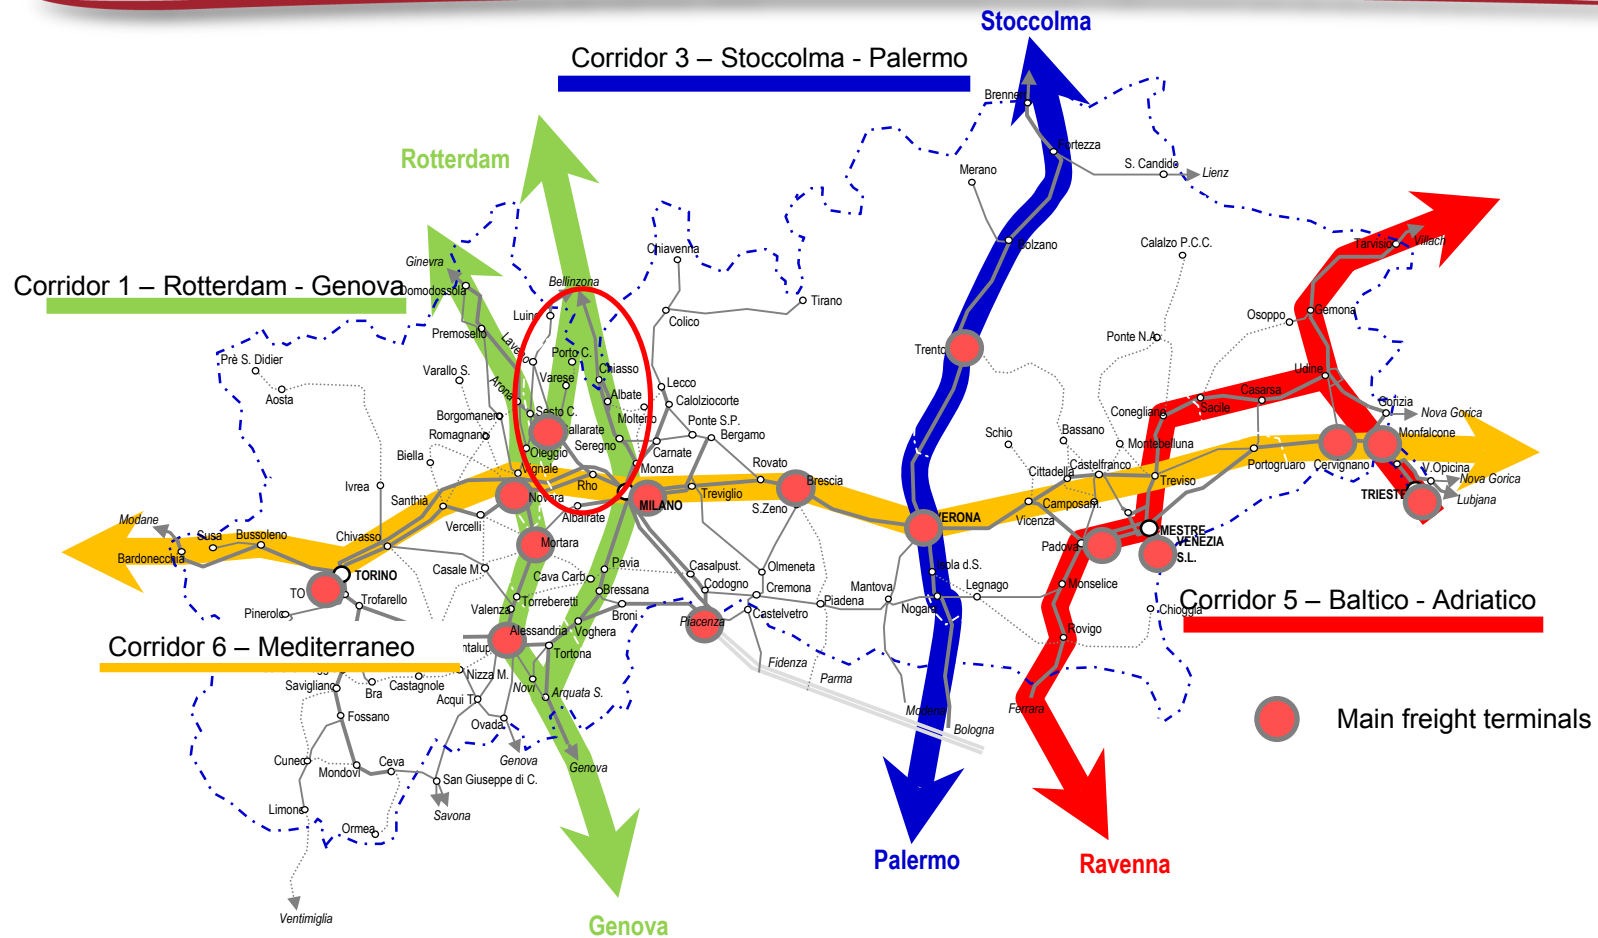 Stoccolma
Corridor 3 – Stoccolma - Palermo
Brennero
Fortezza
Rotterdam
Merano
S. Candido
Lienz
Bolzano
Calalzo P.C.C.
Tarvisio
Villach
Chiavenna
Ginevra
Bellinzona
Corridor 1 – Rotterdam - Genova
Domodossola
Tirano
Luino
Colico
Osoppo
Gemona
Premosello
Laveno
Porto C.
Ponte N.A.
Trento
Prè S. Didier
Varallo S.
Chiasso
Udine
Aosta
Arona
Varese
Albate
Lecco
Casarsa
Calolziocorte
Sacile
Borgomanero
Sesto C.
Molteno
Conegliano
Gorizia
Nova Gorica
Romagnano
Gallarate
Seregno
Ponte S.P.
Bergamo
Schio
Bassano
Montebelluna
Monfalcone
Biella
Oleggio
Carnate
Vignale
Monza
Rovato
Cittadella
Castelfranco
Portogruaro
Cervignano
V.Opicina
Ivrea
Rho
Treviglio
Brescia
Treviso
Nova Gorica
Santhià
Novara
MILANO
S.Zeno
Camposam.
TRIESTE
Lubjana
Modane
Vercelli
Albairate
VERONA
Vicenza
MESTRE
Susa
Bussoleno
Chivasso
Mortara
Padova
VENEZIA
S.L.
Bardonecchia
TORINO
Casale M.
Cava Carb.
Pavia
Casalpust.
Olmeneta
Isola d.S.
TO
Trofarello
Bressana
Codogno
Cremona
Mantova
Legnago
Monselice
Pinerolo
Valenza
Torreberetti
Broni
Castelvetro
Piadena
Nogara
Chioggia
Corridor 5 – Baltico - Adriatico
Piacenza
Alessandria
Voghera
Rovigo
Corridor 6 – Mediterraneo
ntalup
Tortona
Fidenza
Parma
Savigliano
Bra
Castagnole
Nizza M.
Novi
Arquata S.
Acqui T.
Modena
Ferrara
Fossano
Ovada
Bologna
Main freight terminals
Cuneo
Mondovì
Ceva
San Giuseppe di C.
Genova
Genova
Limone
Savona
Ormea
Palermo
Ravenna
Ventimiglia
Genova